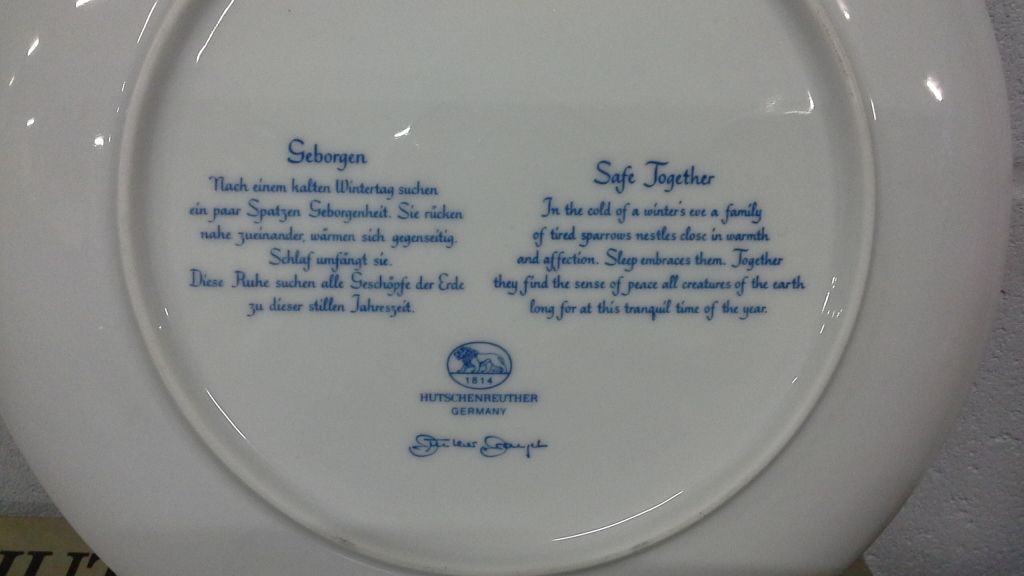 Geborgen
Nach einem kalten Wintertag suchen
ein paar Spatzen Geborgenheit. Sie rücken
nahe zueinander, wärmen sich gegenseitig.
Schlaf umfängt sie.
Diese Ruhe suchen alle Geschöpfe der Erde
zu dieser stillen Jahreszeit.
Safe Together
In the cold of a winter's eve a family
of tired sparrows nestles close in warmth
and affection. Sleep embraces them. Together
they find the sense of peace all creatures of the earth
long for at this tranquil time of the year.
1814
HUTSCHENREUTHER
GERMANY